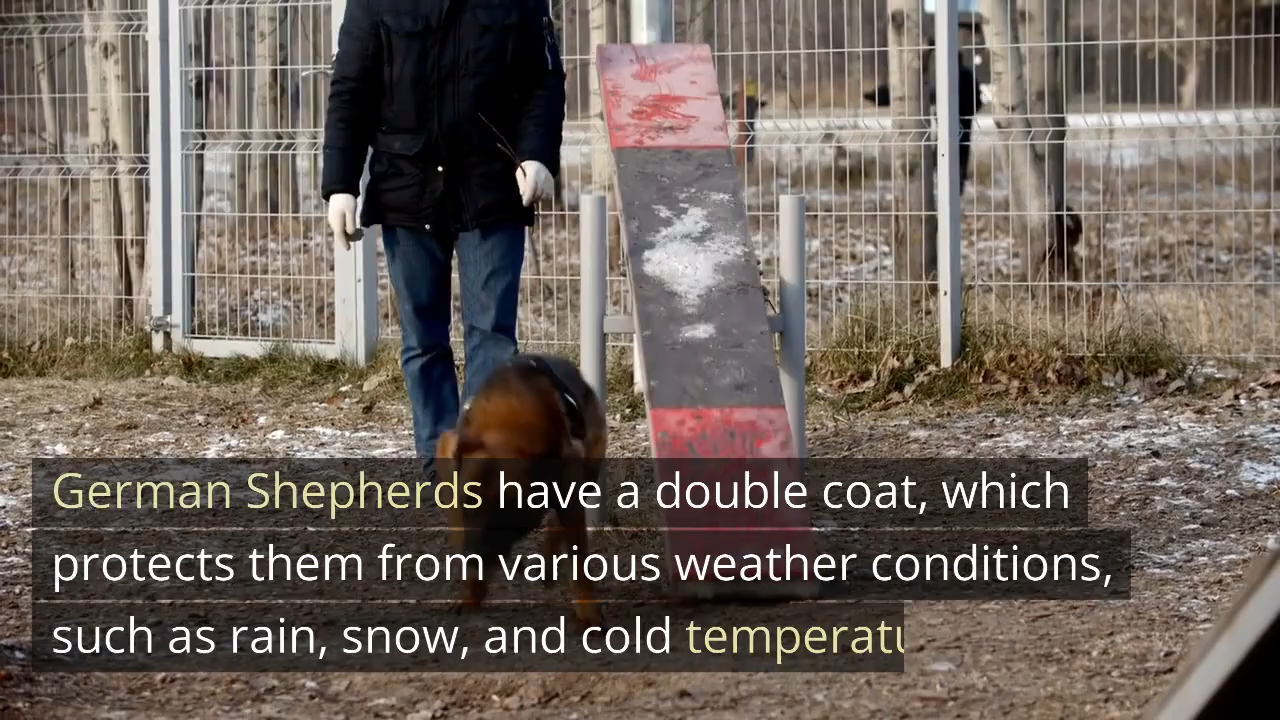 German Shepherds have a double coat, which
protects them from various weather conditions,
such as rain, snow, and cold temperatu